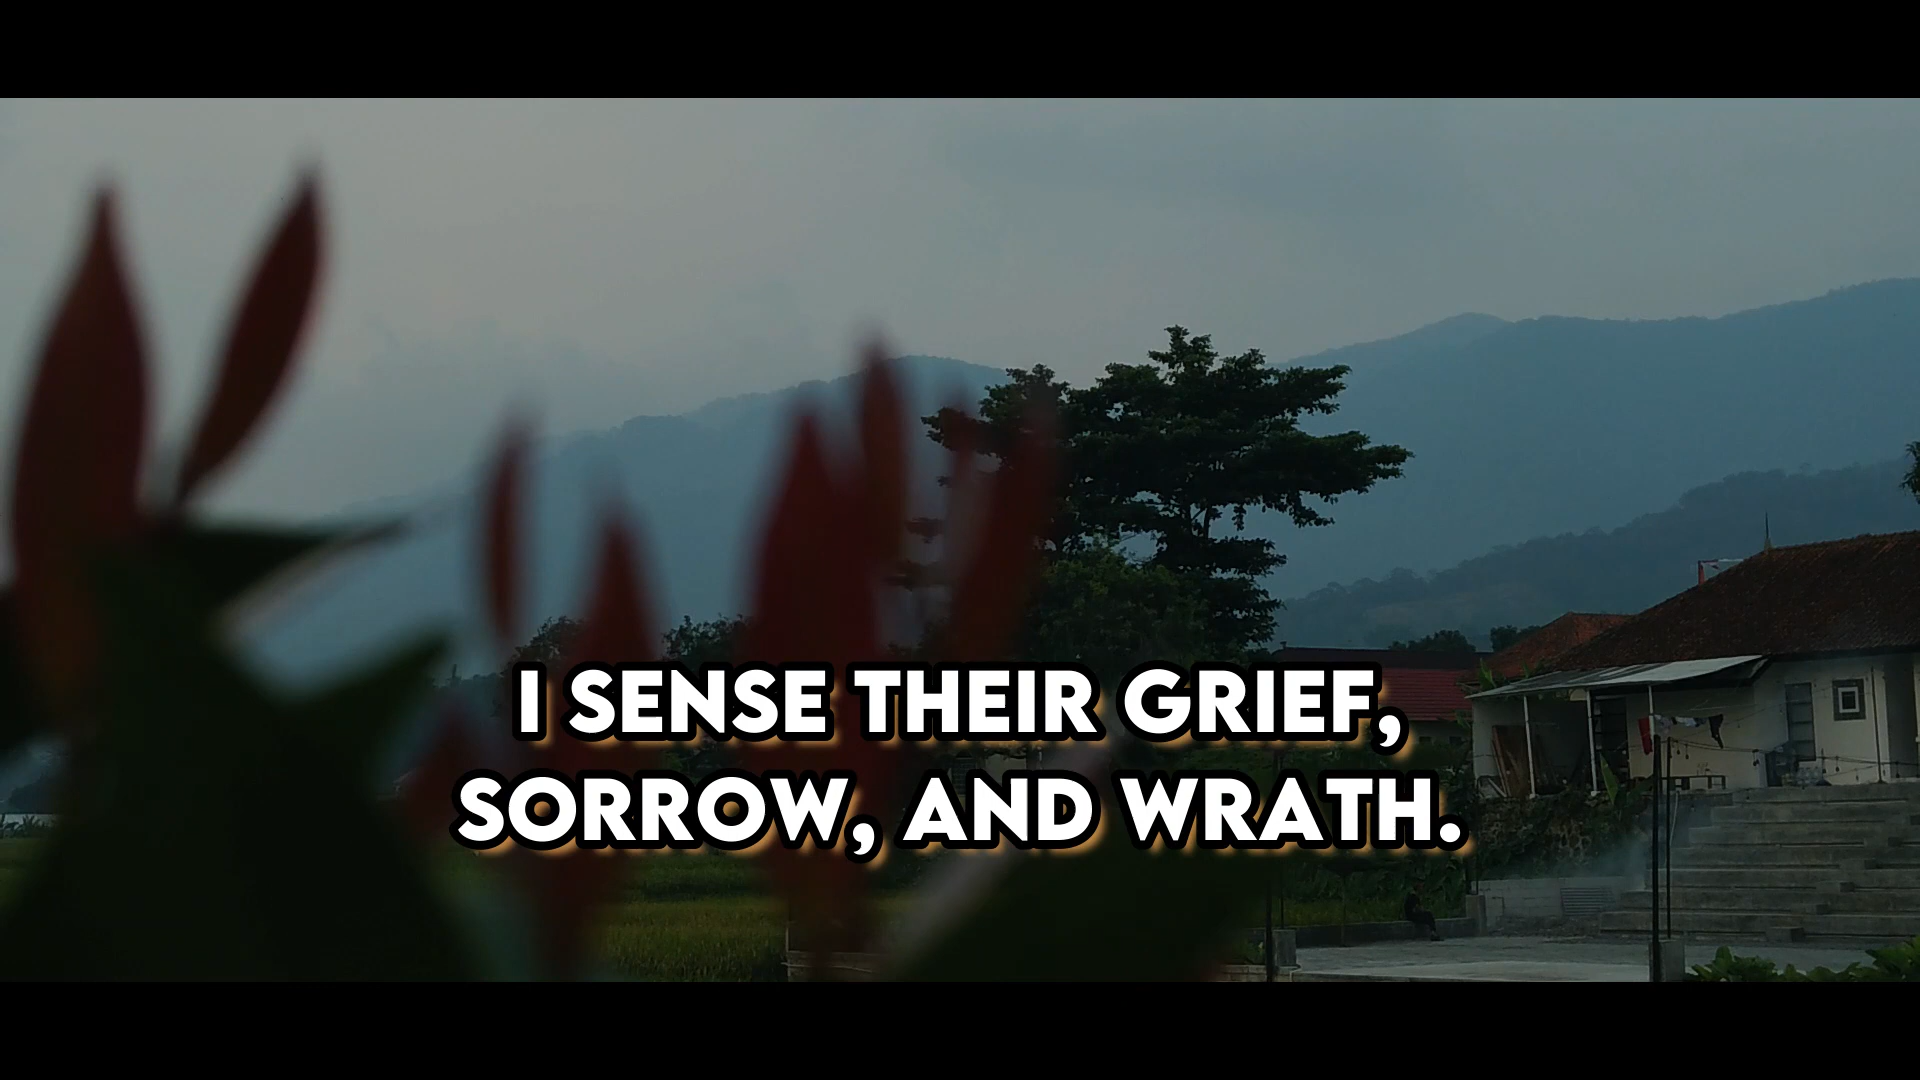 I SENSE THEIR GRIEF,
SORROW, AND WRATH.